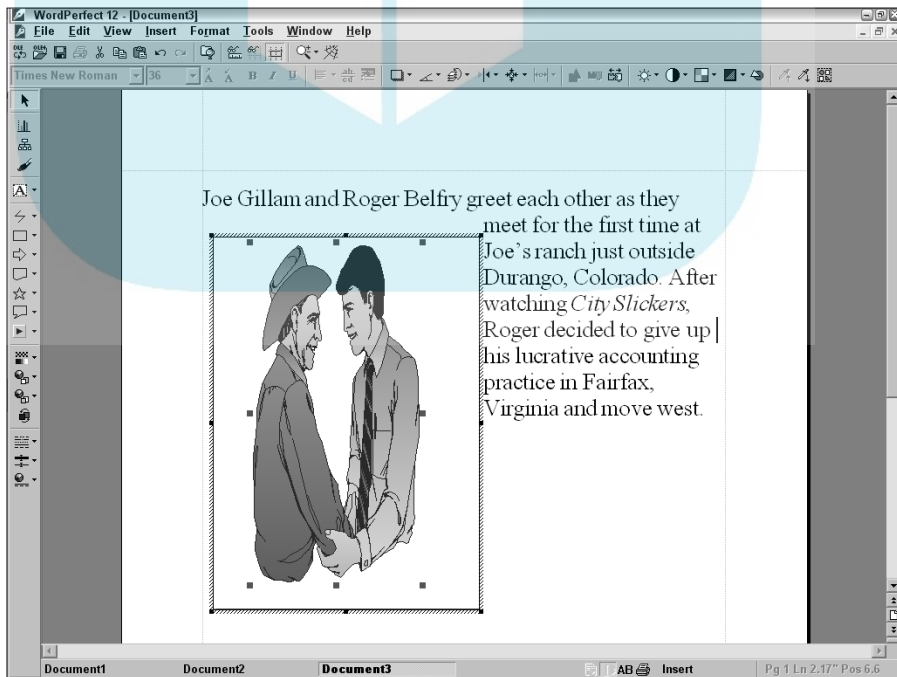 WordPerfect 12 - [Document3]
File Edit View Insert Format Tools Window Help
Times New Roman 36
Joe Gillam and Roger Belfry greet each other as they
meet for the first time at
Joe's ranch just outside
Durango, Colorado. After
watching City Slickers,
Roger decided to give up
his lucrative accounting
practice in Fairfax,
Virginia and move west.
Document1 Document2 Document3 AB Insert Pg 1 Ln 2.17" Pos 6.6